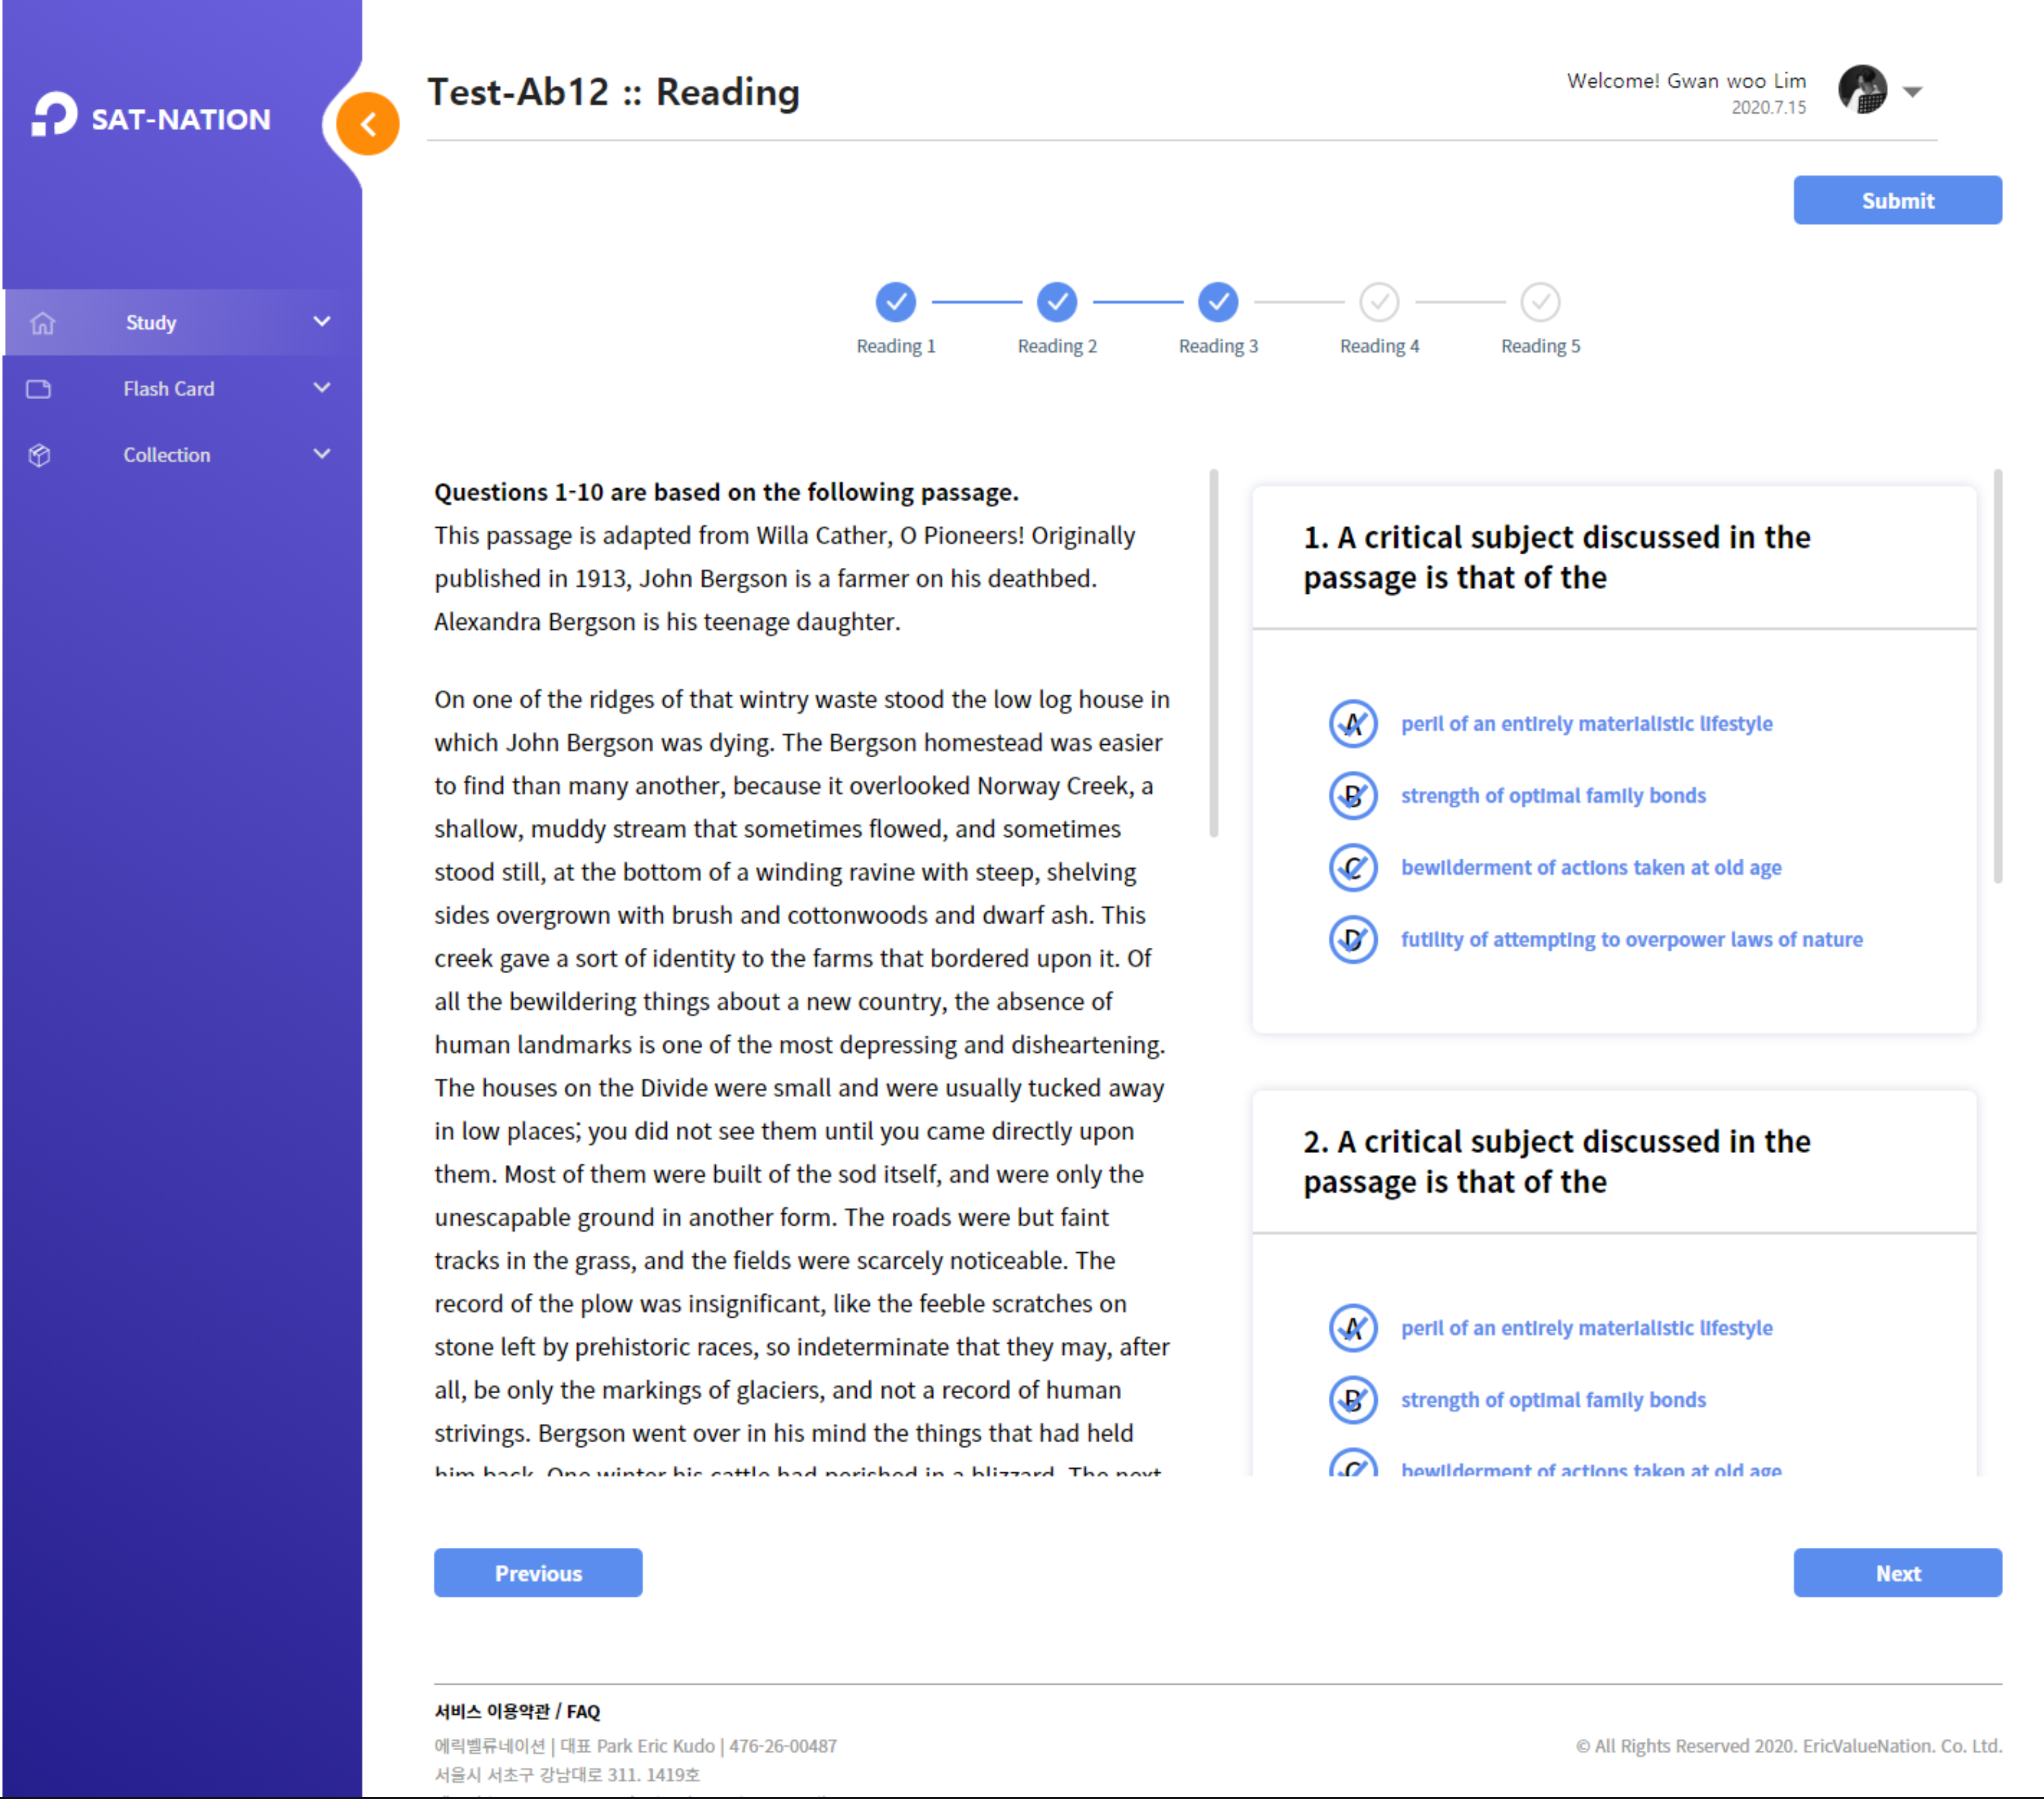 SAT-NATION
Test-Ab12 :: Reading
Welcome! Gwan woo Lim
2020.7.15
Submit
Study
Flash Card
Collection
Reading 1
Reading 2
Reading 3
Reading 4
Reading 5
Questions 1-10 are based on the following passage.
This passage is adapted from Willa Cather, O Pioneers! Originally
published in 1913, John Bergson is a farmer on his deathbed.
Alexandra Bergson is his teenage daughter.
On one of the ridges of that wintry waste stood the low log house in
which John Bergson was dying. The Bergson homestead was easier
to find than many another, because it overlooked Norway Creek, a
shallow, muddy stream that sometimes flowed, and sometimes
stood still, at the bottom of a winding ravine with steep, shelving
sides overgrown with brush and cottonwoods and dwarf ash. This
creek gave a sort of identity to the farms that bordered upon it. Of
all the bewildering things about a new country, the absence of
human landmarks is one of the most depressing and disheartening.
The houses on the Divide were small and were usually tucked away
in low places; you did not see them until you came directly upon
them. Most of them were built of the sod itself, and were only the
unescapable ground in another form. The roads were but faint
tracks in the grass, and the fields were scarcely noticeable. The
record of the plow was insignificant, like the feeble scratches on
stone left by prehistoric races, so indeterminate that they may, after
all, be only the markings of glaciers, and not a record of human
strivings. Bergson went over in his mind the things that had held
him back. One winter his cattle had perished in a blizzard. The next
1. A critical subject discussed in the
passage is that of the
A peril of an entirely materialistic lifestyle
B strength of optimal family bonds
C bewilderment of actions taken at old age
D futility of attempting to overpower laws of nature
2. A critical subject discussed in the
passage is that of the
A peril of an entirely materialistic lifestyle
B strength of optimal family bonds
C bewilderment of actions taken at old age
Previous
Next
서비스 이용약관 / FAQ
에릭벨류네이션 | 대표 Park Eric Kudo | 476-26-00487
서울시 서초구 강남대로 311. 1419호
© All Rights Reserved 2020. EricValueNation. Co. Ltd.